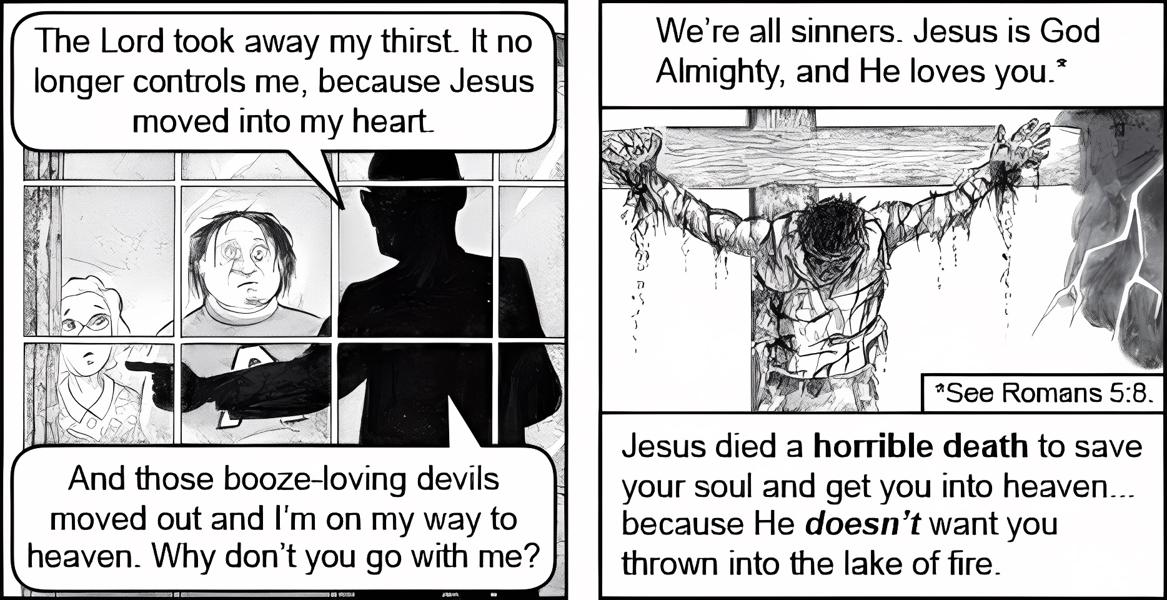 The Lord took away my thirst. It no
longer controls me, because Jesus
moved into my heart.
And those booze-loving devils
moved out and I'm on my way to
heaven. Why don't you go with me?
We're all sinners. Jesus is God
Almighty, and He loves you.*
*See Romans 5:8.
Jesus died a horrible death to save
your soul and get you into heaven...
because He doesn't want you
thrown into the lake of fire.